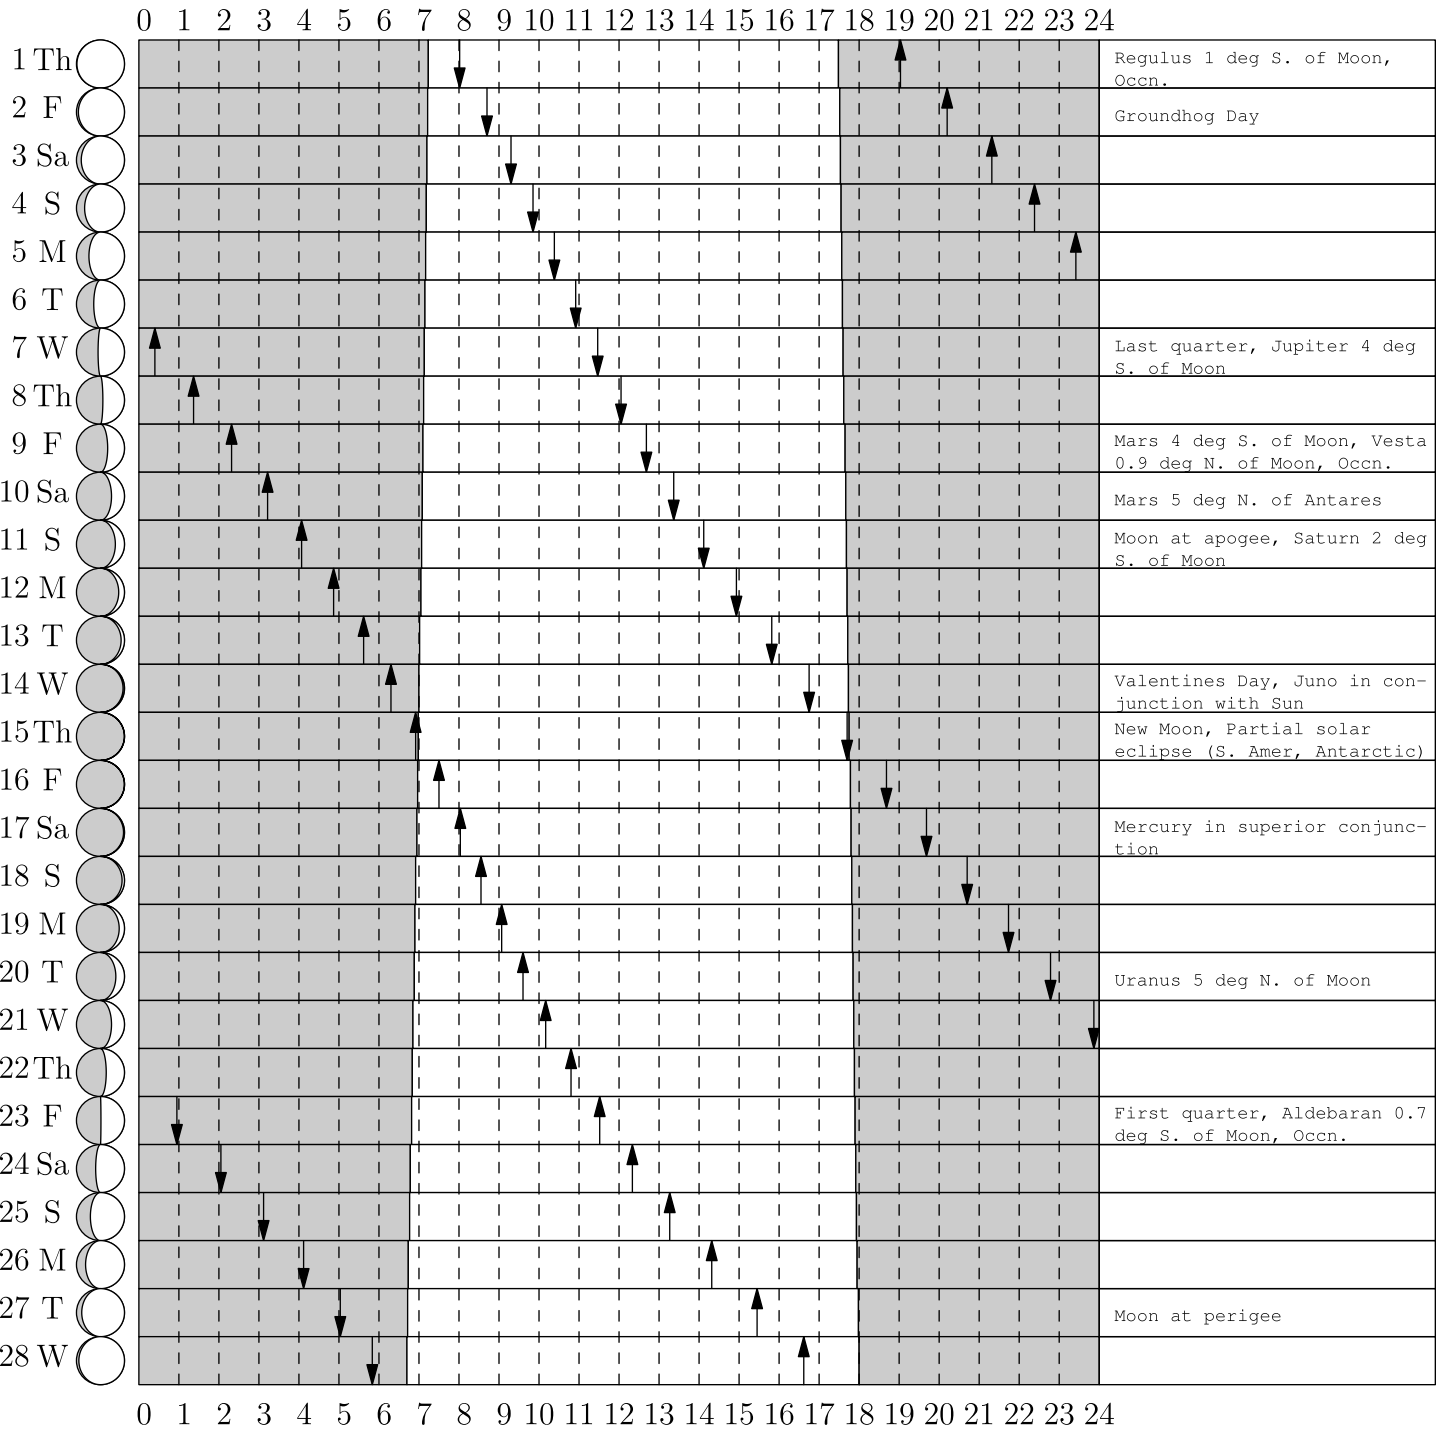 0 1 2 3 4 5 6 7 8 9 10 11 12 13 14 15 16 17 18 19 20 21 22 23 24
1 Th Regulus 1 deg S. of Moon,
Occn.
2 F Groundhog Day
3 Sa
4 S
5 M
6 T
7 W Last quarter, Jupiter 4 deg
S. of Moon
8 Th
9 F Mars 4 deg S. of Moon, Vesta
0.9 deg N. of Moon, Occn.
10 Sa Mars 5 deg N. of Antares
11 S Moon at apogee, Saturn 2 deg
S. of Moon
12 M
13 T
14 W Valentines Day, Juno in con-
junction with Sun
15 Th New Moon, Partial solar
eclipse (S. Amer, Antarctic)
16 F
17 Sa Mercury in superior conjunc-
tion
18 S
19 M
20 T Uranus 5 deg N. of Moon
21 W
22 Th
23 F First quarter, Aldebaran 0.7
deg S. of Moon, Occn.
24 Sa
25 S
26 M
27 T Moon at perigee
28 W
0 1 2 3 4 5 6 7 8 9 10 11 12 13 14 15 16 17 18 19 20 21 22 23 24